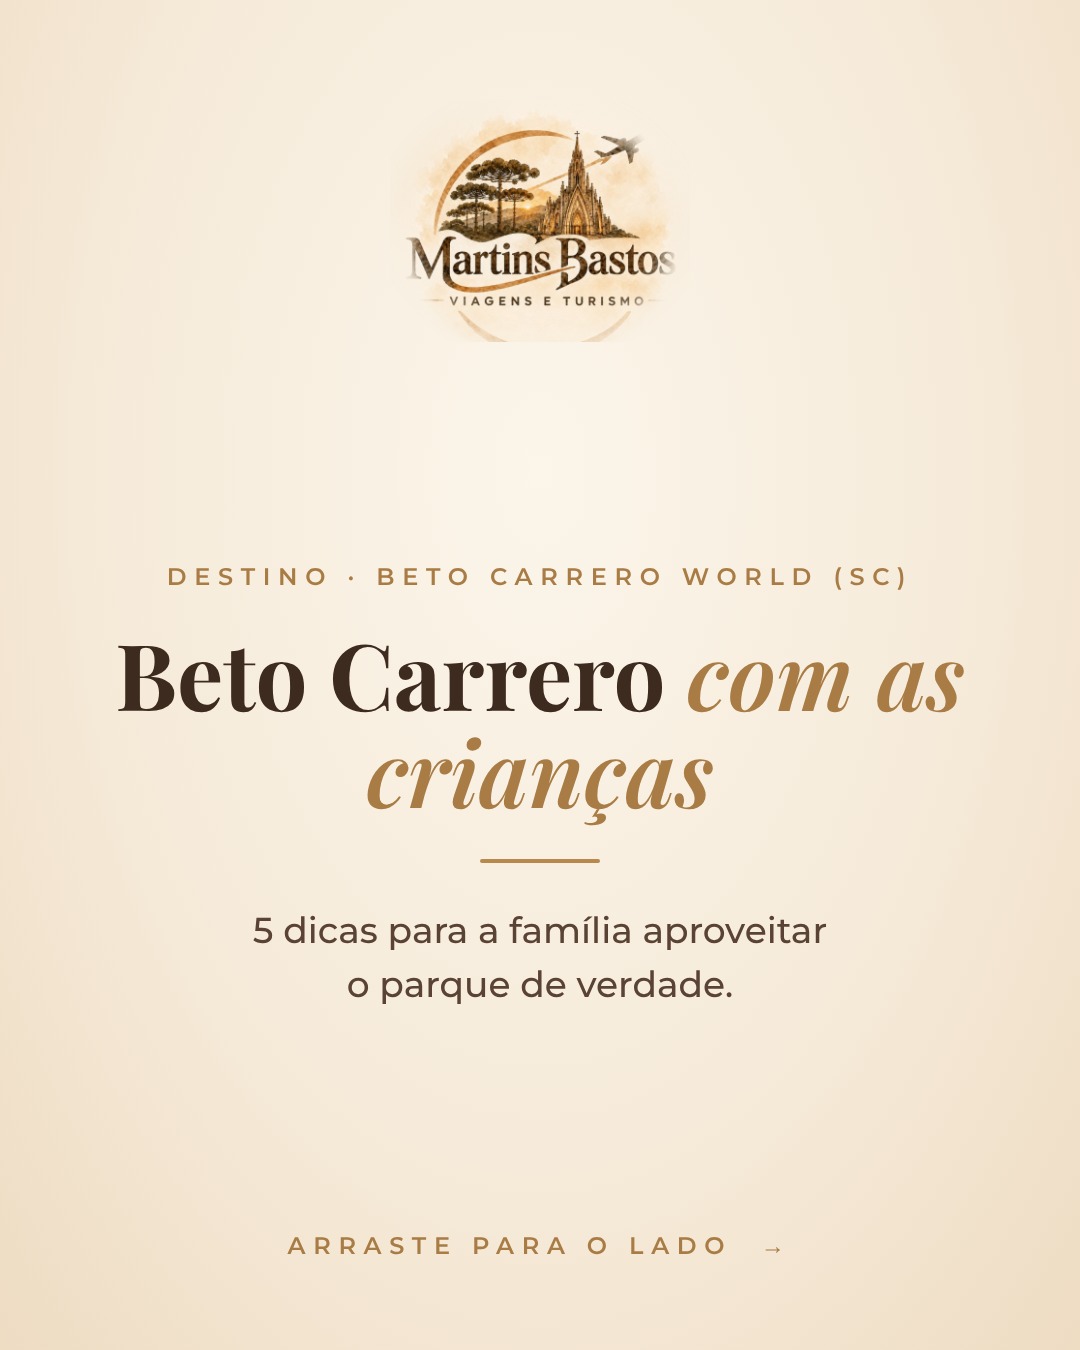 Martins Bastos
VIAGENS E TURISMO
DESTINO · BETO CARRERO WORLD (SC)
Beto Carrero com as
crianças
5 dicas para a família aproveitar
o parque de verdade.
ARRASTE PARA O LADO →